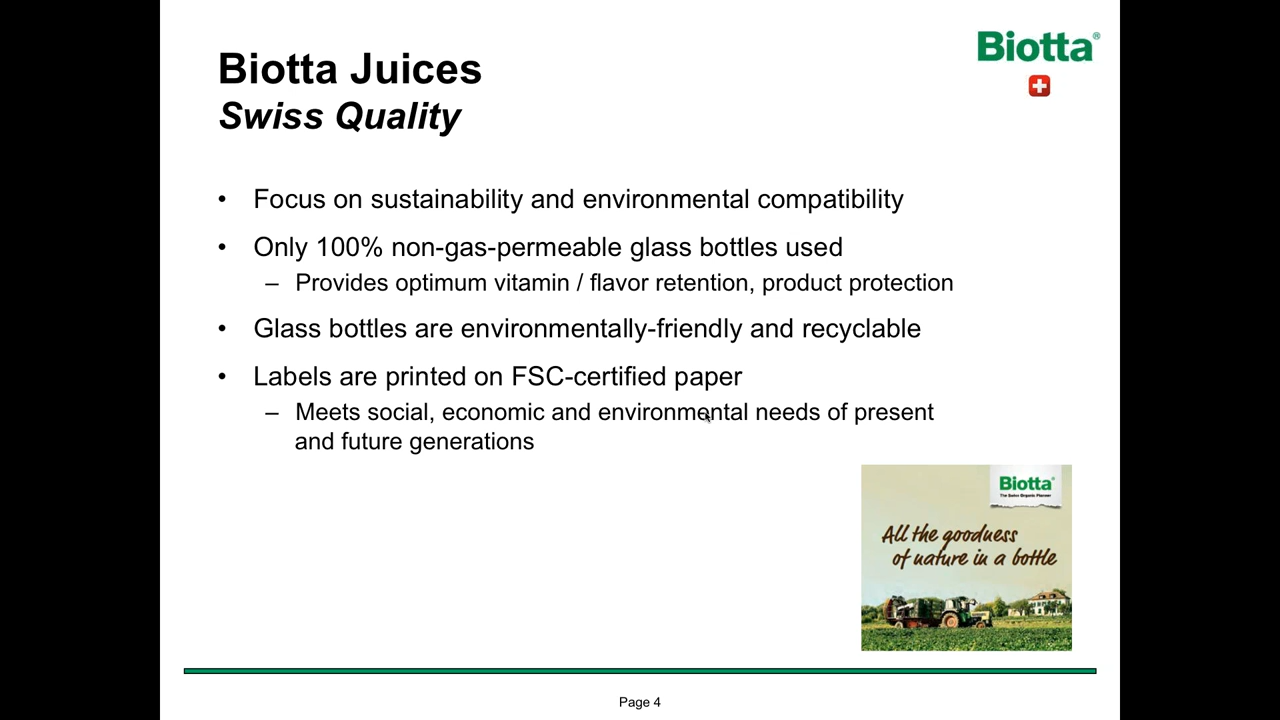 Biotta®
Biotta Juices
Swiss Quality
• Focus on sustainability and environmental compatibility
• Only 100% non-gas-permeable glass bottles used
– Provides optimum vitamin / flavor retention, product protection
• Glass bottles are environmentally-friendly and recyclable
• Labels are printed on FSC-certified paper
– Meets social, economic and environmental needs of present
and future generations
Biotta®
The Swiss Organic Pioneer
All the goodness
of nature in a bottle
Page 4